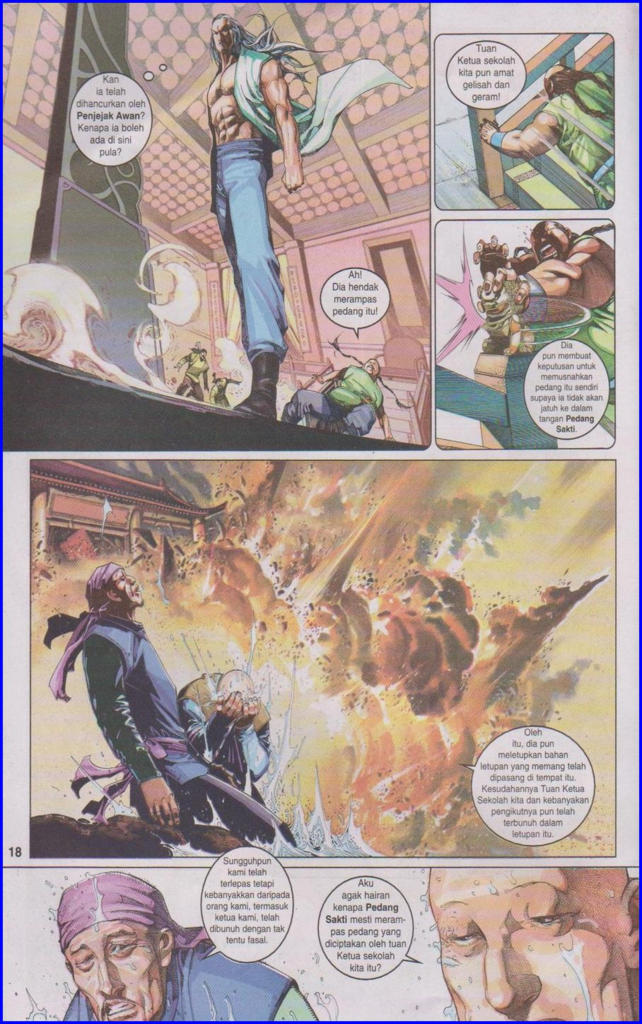 Kan
ia telah
dihancurkan oleh
Penjejak Awan?
Kenapa ia boleh
ada di sini
pula?
Ah!
Dia hendak
merampas
pedang itu!
Tuan
Ketua sekolah
kita pun amat
gelisah dan
geram!
Dia
pun membuat
keputusan untuk
memusnahkan
pedang itu sendiri
supaya ia tidak akan
jatuh ke dalam
tangan Pedang
Sakti.
Oleh
itu, dia pun
meletupkan bahan
letupan yang memang telah
dipasang di tempat itu.
Kesudahannya Tuan Ketua
Sekolah kita dan kebanyakan
pengikutnya pun telah
terbunuh dalam
letupan itu.
18
Sungguhpun
kami telah
terlepas tetapi
kebanyakkan daripada
orang kami, termasuk
ketua kami, telah
dibunuh dengan tak
tentu fasal.
Aku
agak hairan
kenapa Pedang
Sakti mesti meram-
pas pedang yang
diciptakan oleh tuan
Ketua sekolah
kita itu?